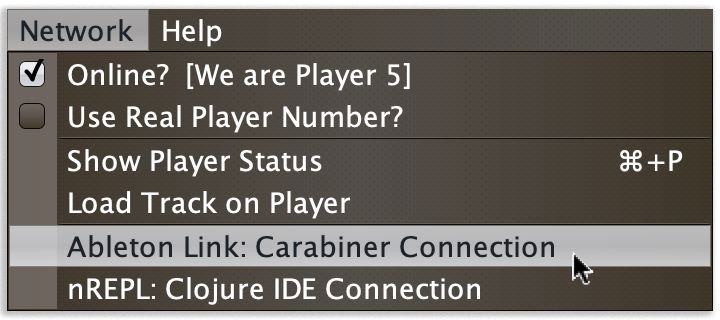 Network Help
Online? [We are Player 5]
Use Real Player Number?
Show Player Status ⌘+P
Load Track on Player
Ableton Link: Carabiner Connection
nREPL: Clojure IDE Connection